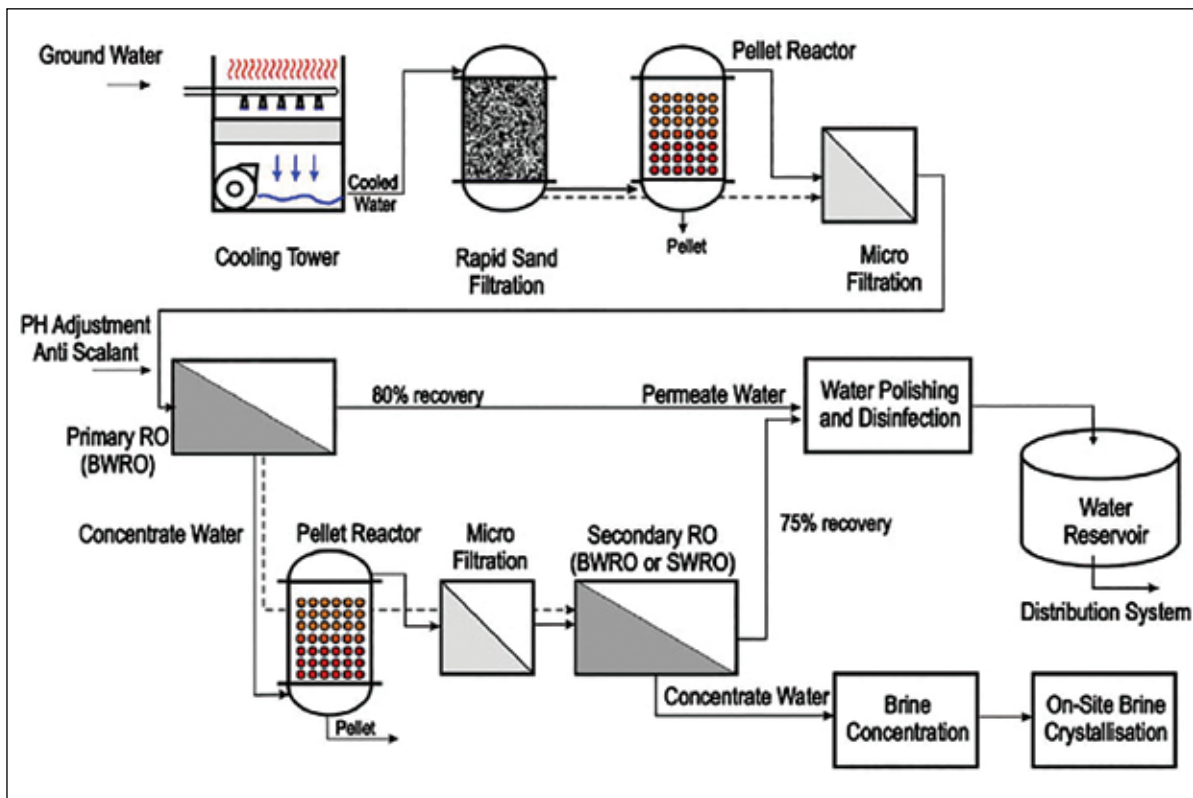 Ground Water
Pellet Reactor
Cooled
Water
Pellet
Cooling Tower
Rapid Sand
Filtration
Micro
Filtration
PH Adjustment
Anti Scalant
80% recovery
Permeate Water
Water Polishing
and Disinfection
Primary RO
(BWRO)
Concentrate Water
Pellet Reactor
Micro
Filtration
Secondary RO
(BWRO or SWRO)
75% recovery
Water
Reservoir
Distribution System
Pellet
Concentrate Water
Brine
Concentration
On-Site Brine
Crystallisation